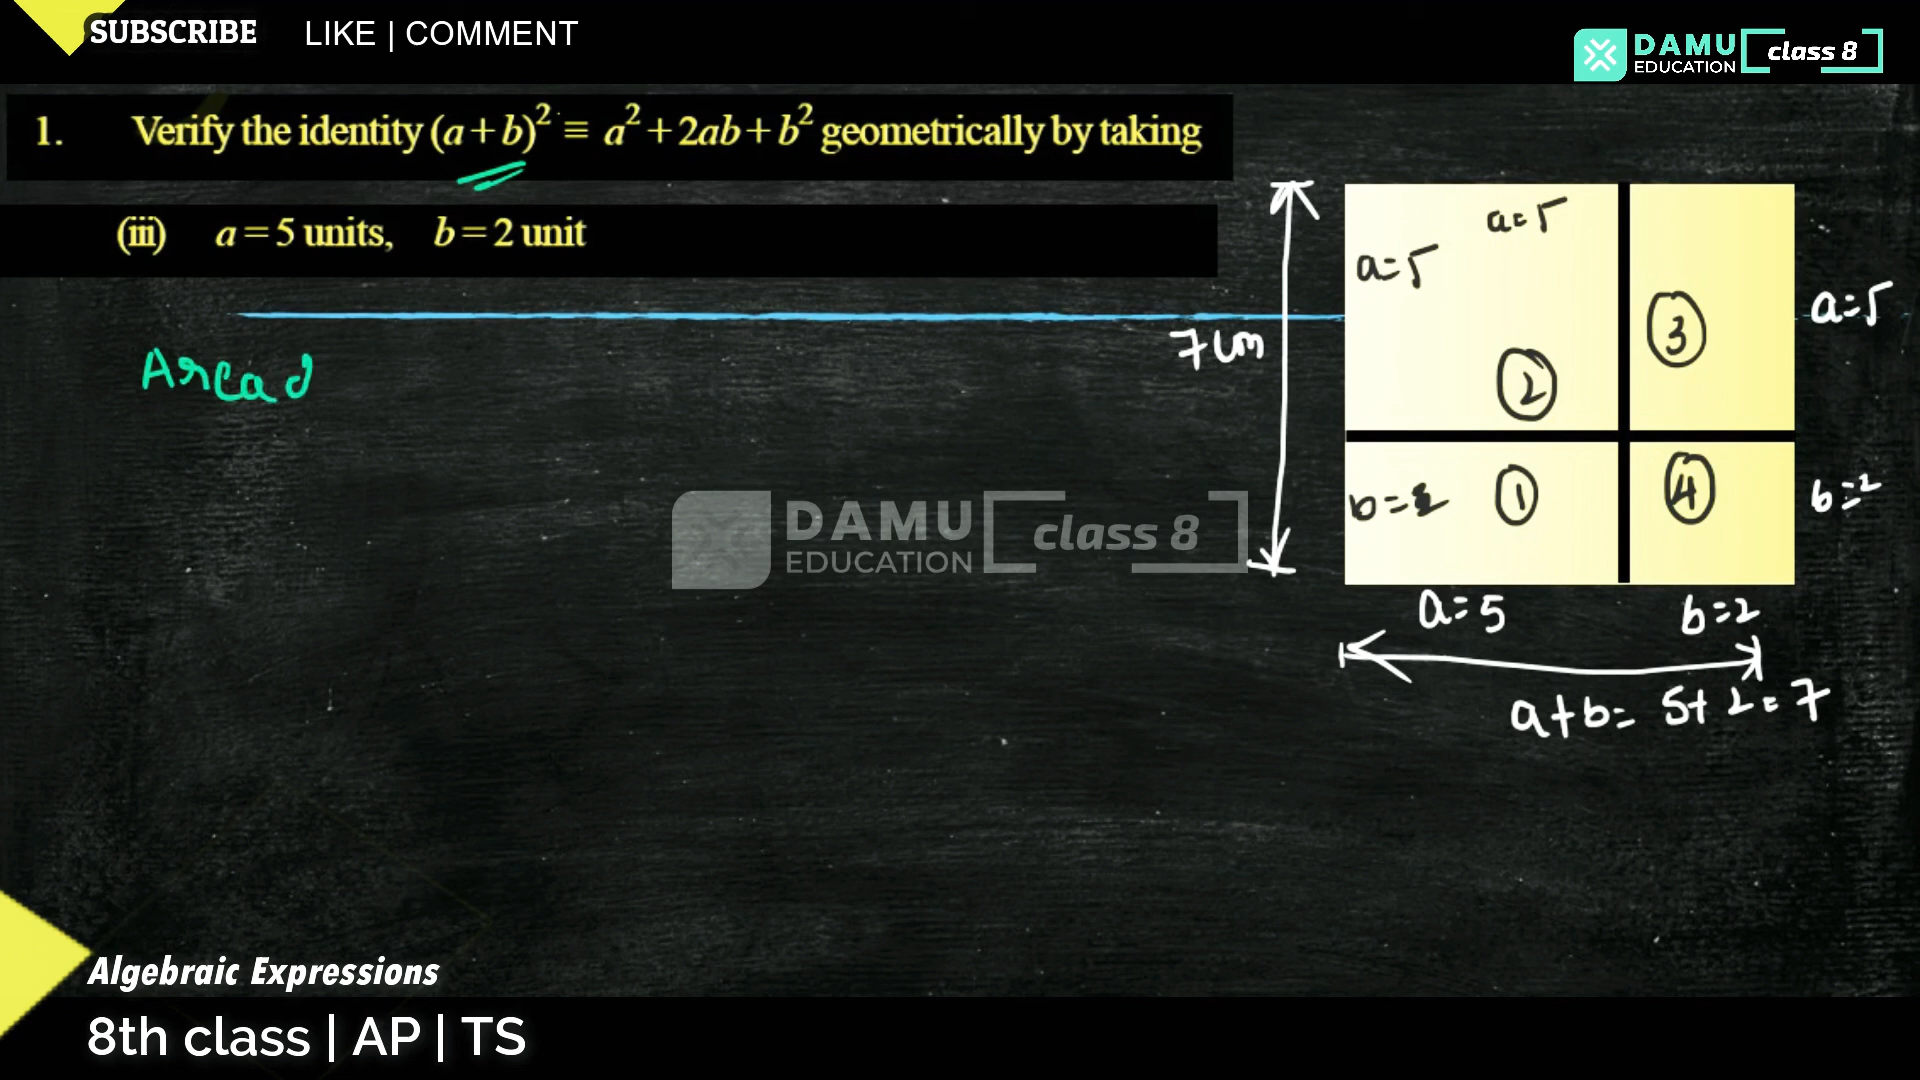 SUBSCRIBE LIKE | COMMENT
DAMU EDUCATION class 8
1. Verify the identity (a+b)² ≡ a²+2ab+b² geometrically by taking
(iii) a=5 units, b=2 unit
a=5
a=5
a=5
3
7cm
2
Area
b=2
1
4
b=2
DAMU EDUCATION class 8
a=5
b=2
a+b= 5+2=7
Algebraic Expressions
8th class | AP | TS